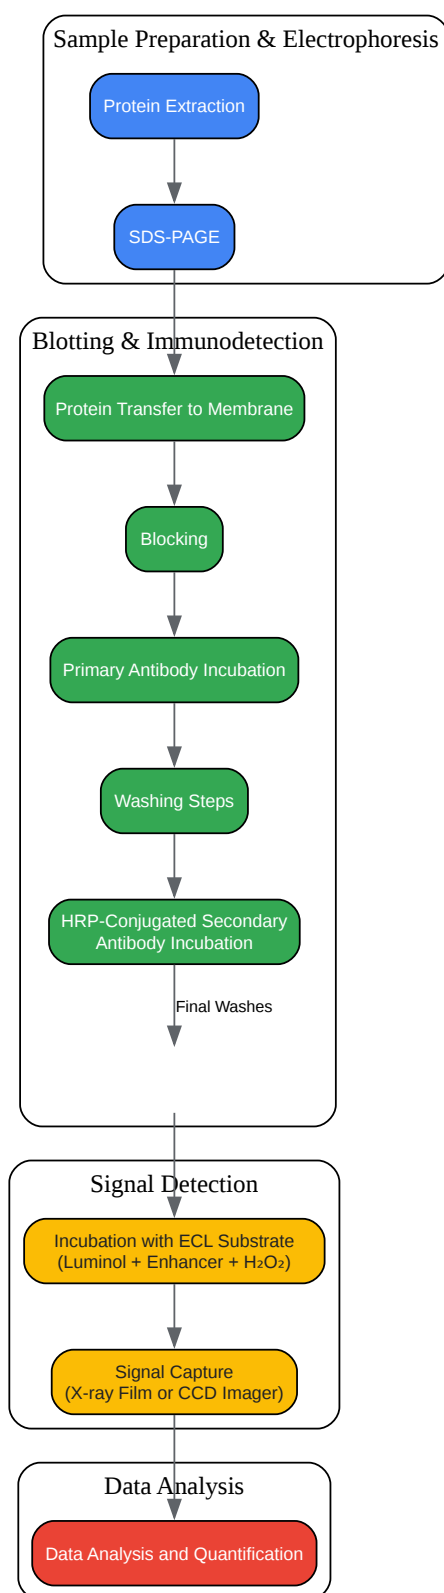 Sample Preparation & Electrophoresis
Protein Extraction
SDS-PAGE
Blotting & Immunodetection
Protein Transfer to Membrane
Blocking
Primary Antibody Incubation
Washing Steps
HRP-Conjugated Secondary
Antibody Incubation
Final Washes
Signal Detection
Incubation with ECL Substrate
(Luminol + Enhancer + H₂O₂)
Signal Capture
(X-ray Film or CCD Imager)
Data Analysis
Data Analysis and Quantification